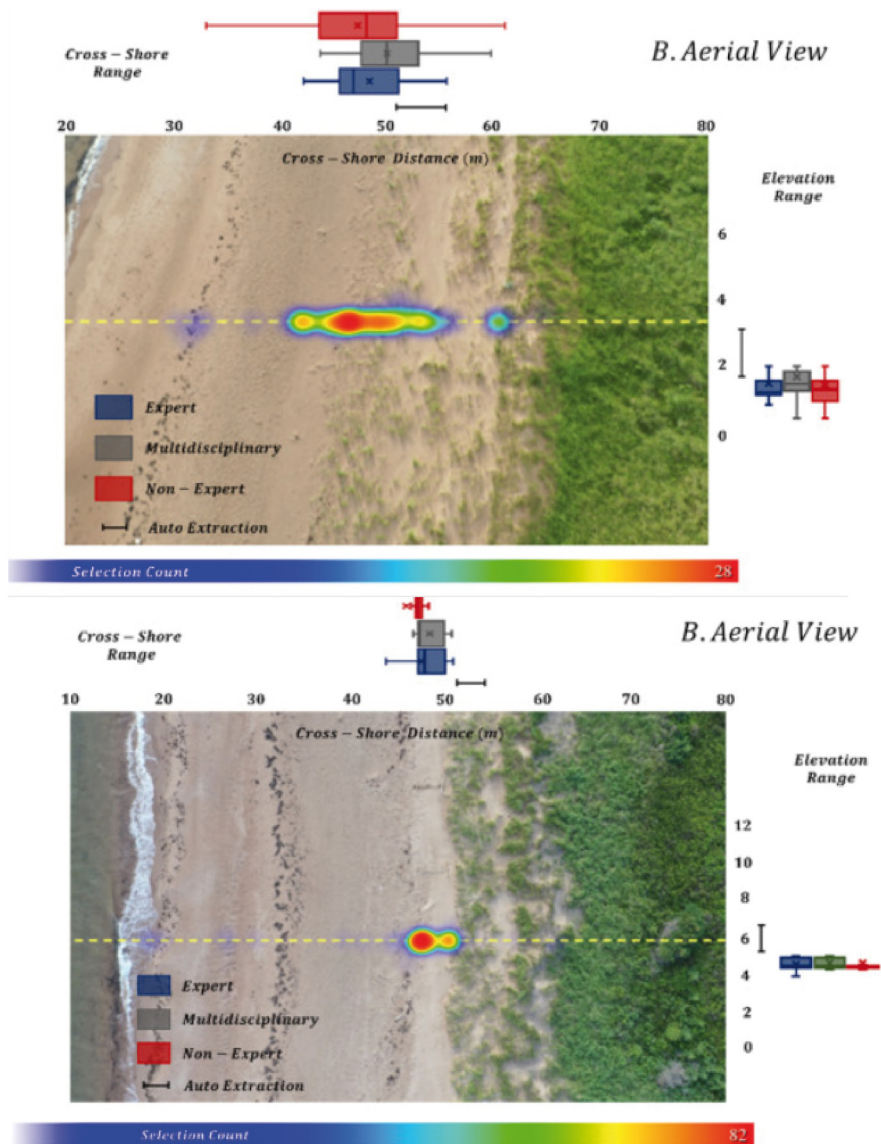 Cross – Shore
Range
B. Aerial View
20 30 40 50 60 70 80
Cross – Shore Distance (m)
Elevation
Range
6
4
2
0
Expert
Multidisciplinary
Non – Expert
Auto Extraction
Selection Count 28
Cross – Shore
Range
B. Aerial View
10 20 30 40 50 60 70 80
Cross – Shore Distance (m)
Elevation
Range
12
10
8
6
4
2
0
Expert
Multidisciplinary
Non – Expert
Auto Extraction
Selection Count 82